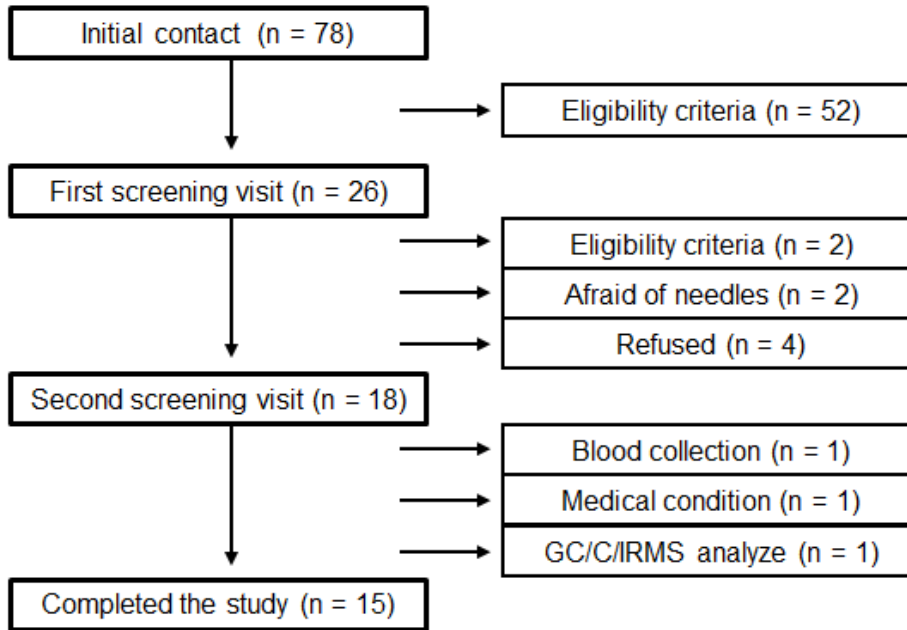 Initial contact (n = 78)
Eligibility criteria (n = 52)
First screening visit (n = 26)
Eligibility criteria (n = 2)
Afraid of needles (n = 2)
Refused (n = 4)
Second screening visit (n = 18)
Blood collection (n = 1)
Medical condition (n = 1)
GC/C/IRMS analyze (n = 1)
Completed the study (n = 15)